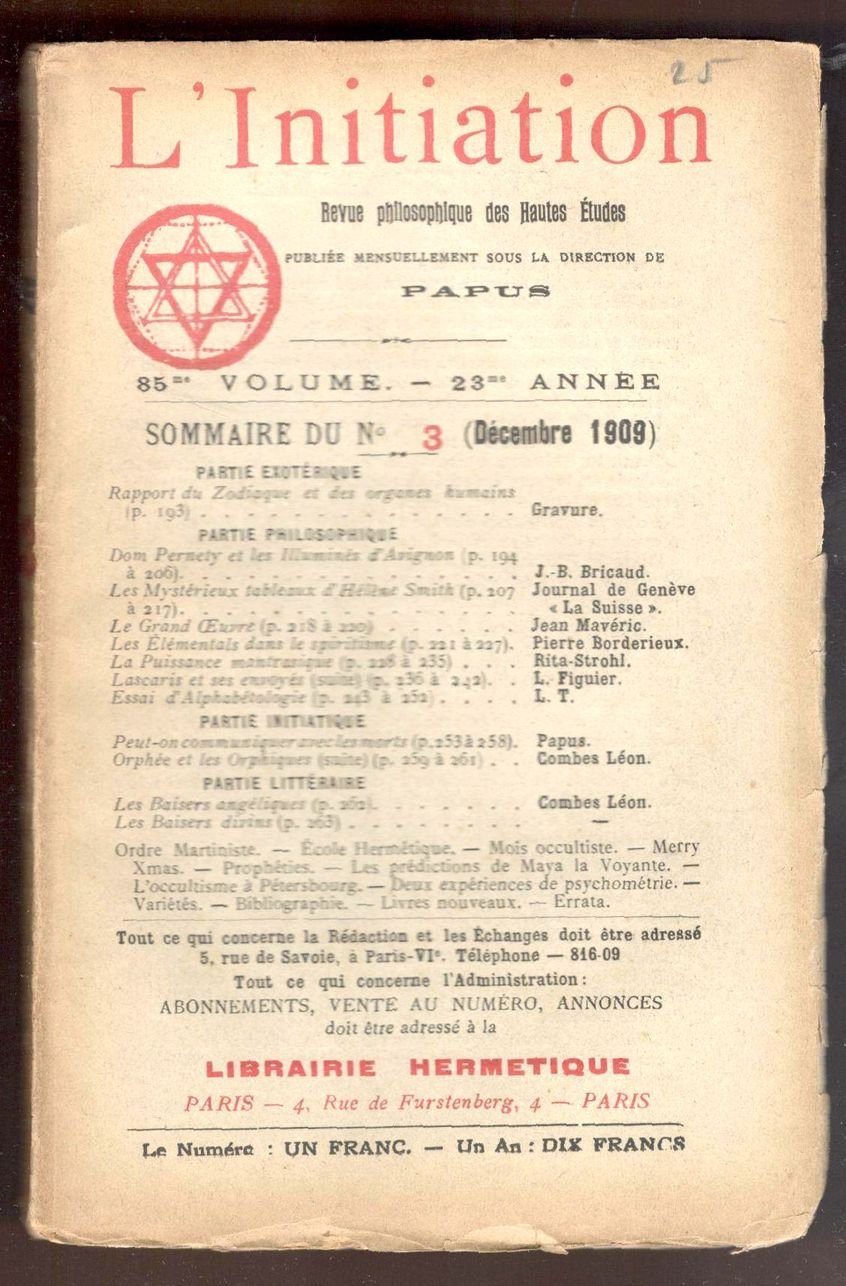 25
L'Initiation
Revue philosophique des Hautes Études
PUBLIÉE MENSUELLEMENT SOUS LA DIRECTION DE
PAPUS
85me VOLUME. — 23me ANNÉE
SOMMAIRE DU No 3 (Décembre 1909)
PARTIE EXOTÉRIQUE
Rapport du Zodiaque et des organes humains
(p. 193) . . . . . . . . . . . . . . Gravure.
PARTIE PHILOSOPHIQUE
Dom Pernety et les Illuminés d'Avignon (p. 194
à 206). . . . . . . . . . . . . . . J.-B. Bricaud.
Les Mystérieux tableaux d'Hélène Smith (p. 207 Journal de Genève
à 217). . . . . . . . . . . . . . . « La Suisse ».
Le Grand Œuvre (p. 218 à 220) . . . . . . Jean Mavéric.
Les Élémentals dans le spiritisme (p. 221 à 227). Pierre Borderieux.
La Puissance mantrasique (p. 228 à 235) . . . Rita-Strohl.
Lascaris et ses envoyés (suite) (p. 236 à 242). . L. Figuier.
Essai d'Alphabétologie (p. 243 à 252) . . . . L. T.
PARTIE INITIATIQUE
Peut-on communiquer avec les morts (p. 253 à 258). Papus.
Orphée et les Orphiques (suite) (p. 259 à 261) . . Combes Léon.
PARTIE LITTÉRAIRE
Les Baisers angéliques (p. 262). . . . . . . Combes Léon.
Les Baisers divins (p. 263) . . . . . . . . —
Ordre Martiniste. — École Hermétique. — Mois occultiste. — Merry
Xmas. — Prophéties. — Les prédictions de Maya la Voyante. —
L'occultisme à Pétersbourg. — Deux expériences de psychométrie. —
Variétés. — Bibliographie. — Livres nouveaux. — Errata.
Tout ce qui concerne la Rédaction et les Échanges doit être adressé
5, rue de Savoie, à Paris-VIe. Téléphone — 816-09
Tout ce qui concerne l'Administration :
ABONNEMENTS, VENTE AU NUMÉRO, ANNONCES
doit être adressé à la
LIBRAIRIE HERMETIQUE
PARIS — 4, Rue de Furstenberg, 4 — PARIS
Le Numéro : UN FRANC. — Un An : DIX FRANCS